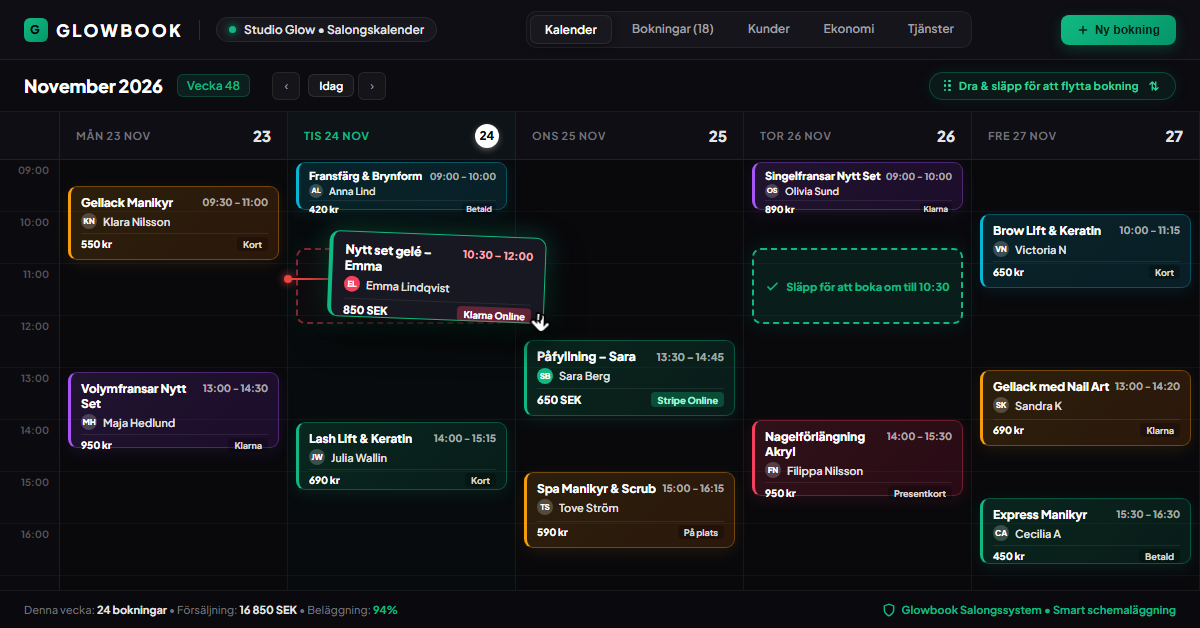 G GLOWBOOK
Studio Glow • Salongskalender
Kalender
Bokningar (18)
Kunder
Ekonomi
Tjänster
+ Ny bokning
November 2026
Vecka 48
‹
Idag
›
Dra & släpp för att flytta bokning
MÅN 23 NOV 23
TIS 24 NOV 24
ONS 25 NOV 25
TOR 26 NOV 26
FRE 27 NOV 27
09:00
10:00
11:00
12:00
13:00
14:00
15:00
16:00
Gellack Manikyr 09:30 – 11:00
KN Klara Nilsson
550 kr Kort
Volymfransar Nytt 13:00 – 14:30
Set
MH Maja Hedlund
950 kr Klarna
Fransfärg & Brynform 09:00 – 10:00
AL Anna Lind
420 kr Betald
Nytt set gelé – 10:30 – 12:00
Emma
EL Emma Lindqvist
850 SEK Klarna Online
Lash Lift & Keratin 14:00 – 15:15
JW Julia Wallin
690 kr Kort
Påfyllning – Sara 13:30 – 14:45
SB Sara Berg
650 SEK Stripe Online
Spa Manikyr & Scrub 15:00 – 16:15
TS Tove Ström
590 kr På plats
Singelfransar Nytt Set 09:00 – 10:00
OS Olivia Sund
890 kr Klarna
Släpp för att boka om till 10:30
Nagelförlängning 14:00 – 15:30
Akryl
FN Filippa Nilsson
950 kr Presentkort
Brow Lift & Keratin 10:00 – 11:15
VN Victoria N
650 kr Kort
Gellack med Nail Art 13:00 – 14:20
SK Sandra K
690 kr Klarna
Express Manikyr 15:30 – 16:30
CA Cecilia A
450 kr Betald
Denna vecka: 24 bokningar • Försäljning: 16 850 SEK • Beläggning: 94%
Glowbook Salongssystem • Smart schemaläggning